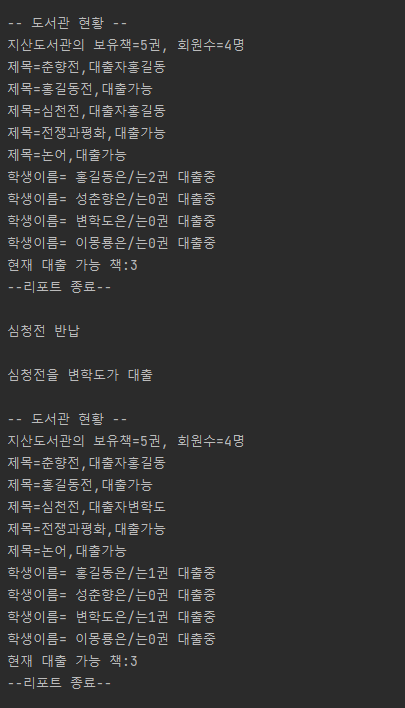 -- 도서관 현황 --
지산도서관의 보유책=5권, 회원수=4명
제목=춘향전,대출자홍길동
제목=홍길동전,대출가능
제목=심천전,대출자홍길동
제목=전쟁과평화,대출가능
제목=논어,대출가능
학생이름= 홍길동은/는2권 대출중
학생이름= 성춘향은/는0권 대출중
학생이름= 변학도은/는0권 대출중
학생이름= 이몽룡은/는0권 대출중
현재 대출 가능 책:3
--리포트 종료--
심청전 반납
심청전을 변학도가 대출
-- 도서관 현황 --
지산도서관의 보유책=5권, 회원수=4명
제목=춘향전,대출자홍길동
제목=홍길동전,대출가능
제목=심천전,대출자변학도
제목=전쟁과평화,대출가능
제목=논어,대출가능
학생이름= 홍길동은/는1권 대출중
학생이름= 성춘향은/는0권 대출중
학생이름= 변학도은/는1권 대출중
학생이름= 이몽룡은/는0권 대출중
현재 대출 가능 책:3
--리포트 종료--